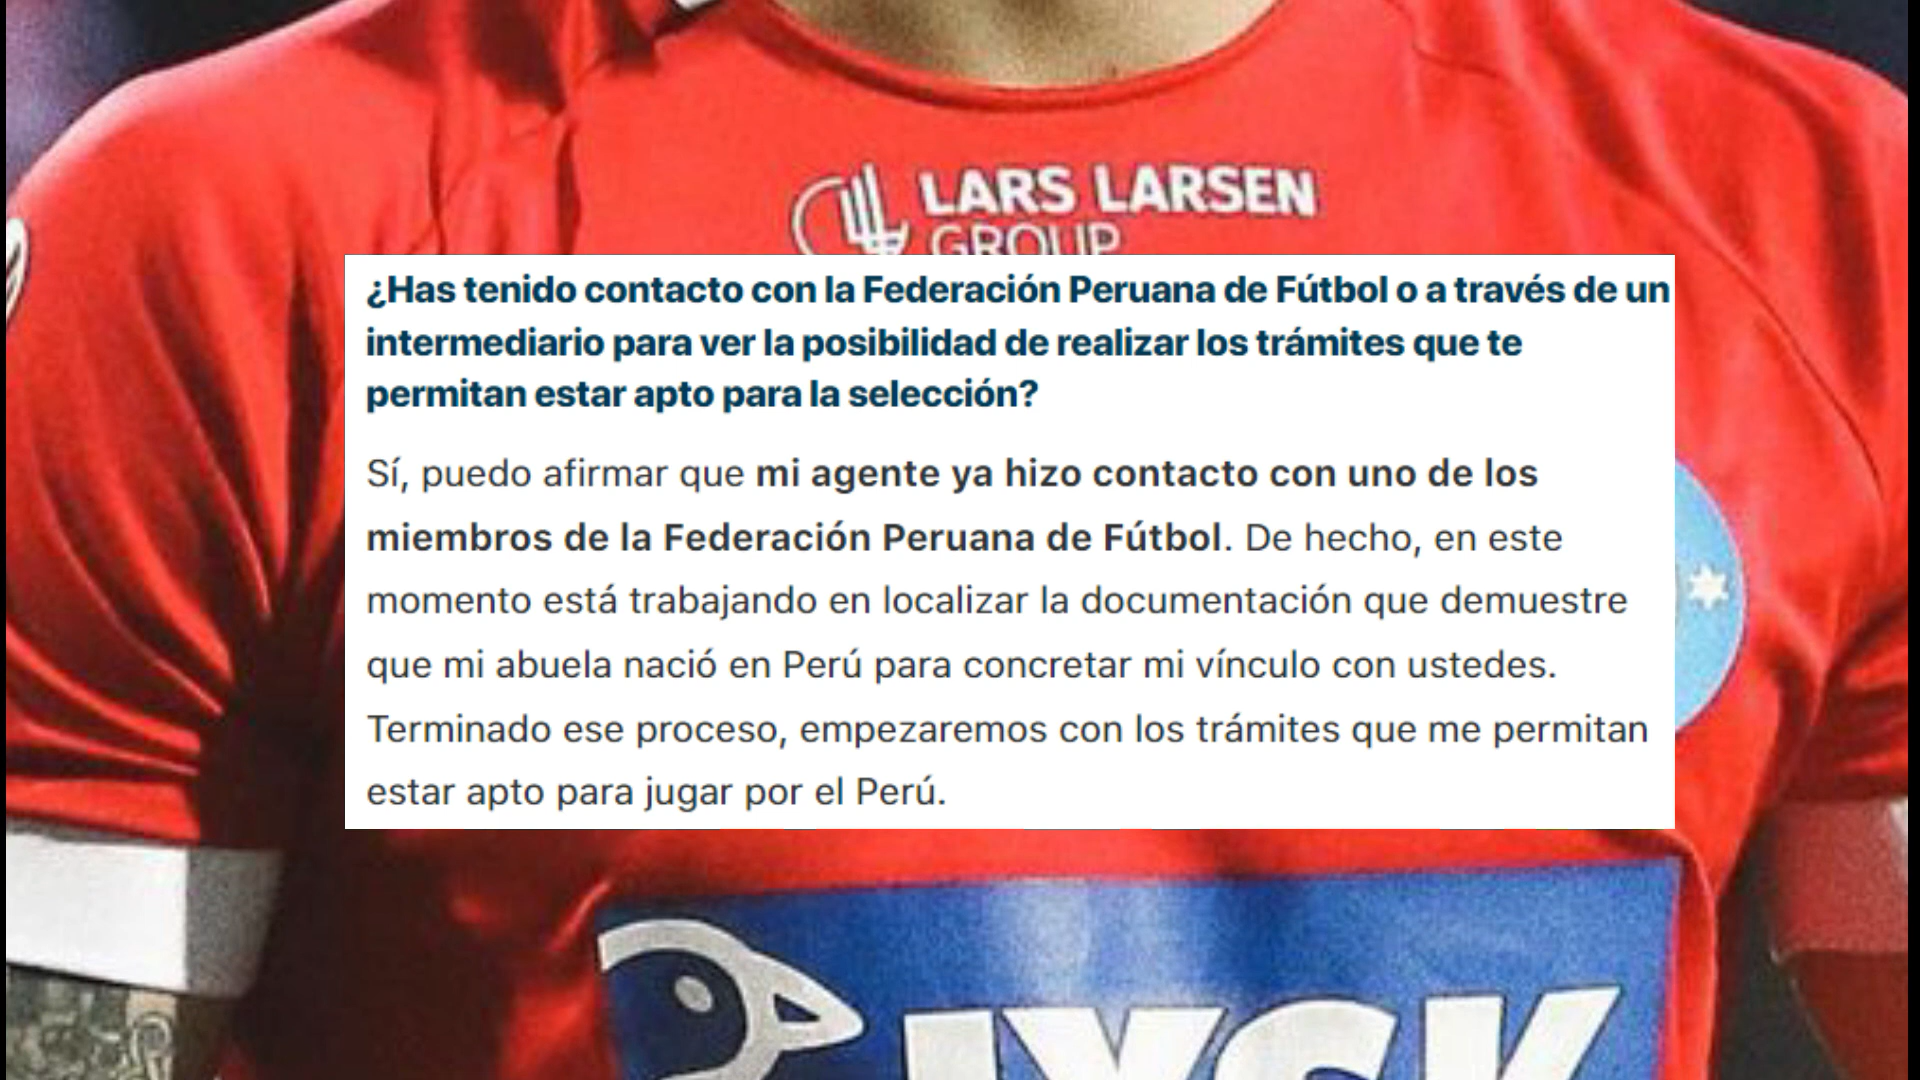 LARS LARSEN
GROUP
¿Has tenido contacto con la Federación Peruana de Fútbol o a través de un
intermediario para ver la posibilidad de realizar los trámites que te
permitan estar apto para la selección?
Sí, puedo afirmar que mi agente ya hizo contacto con uno de los
miembros de la Federación Peruana de Fútbol. De hecho, en este
momento está trabajando en localizar la documentación que demuestre
que mi abuela nació en Perú para concretar mi vínculo con ustedes.
Terminado ese proceso, empezaremos con los trámites que me permitan
estar apto para jugar por el Perú.